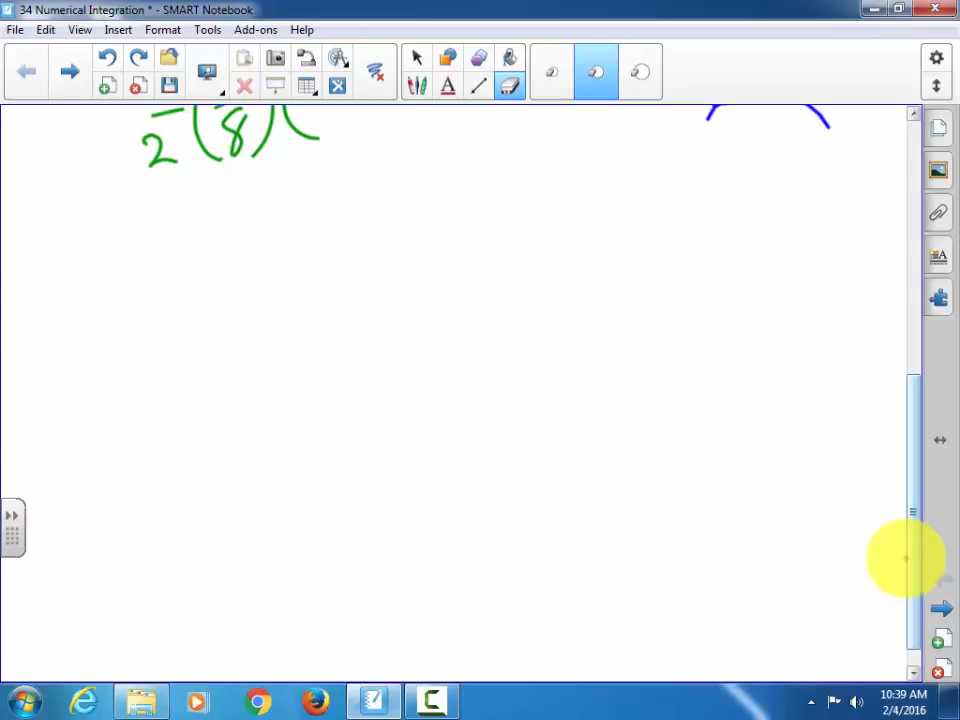 34 Numerical Integration * - SMART Notebook
File Edit View Insert Format Tools Add-ons Help
2 (8)(
10:39 AM
2/4/2016